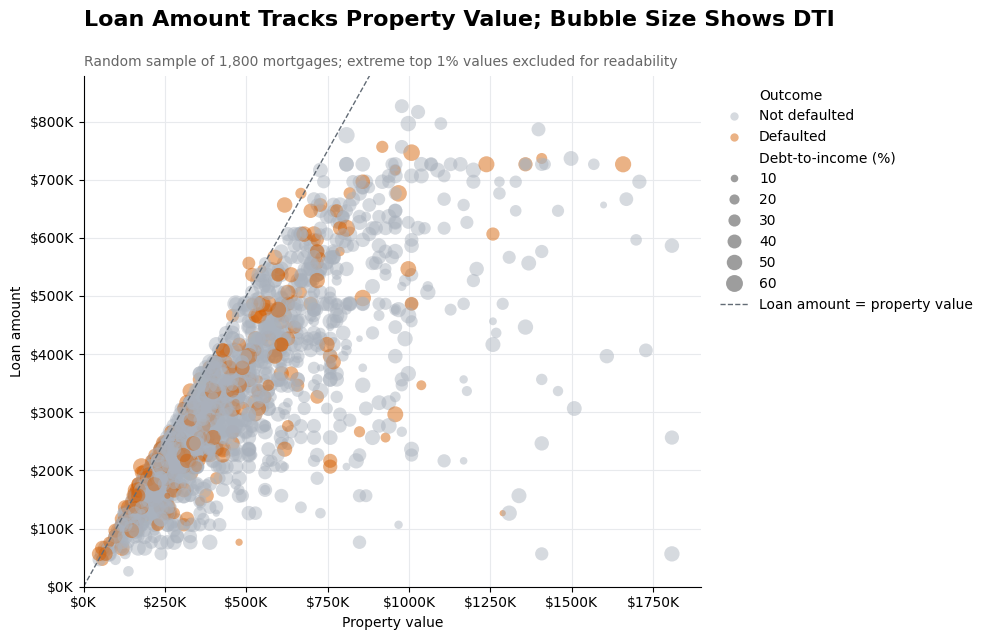 Loan Amount Tracks Property Value; Bubble Size Shows DTI
Random sample of 1,800 mortgages; extreme top 1% values excluded for readability
Loan amount
$800K
$700K
$600K
$500K
$400K
$300K
$200K
$100K
$0K
$0K
$250K
$500K
$750K
$1000K
$1250K
$1500K
$1750K
Property value
Outcome
Not defaulted
Defaulted
Debt-to-income (%)
10
20
30
40
50
60
Loan amount = property value